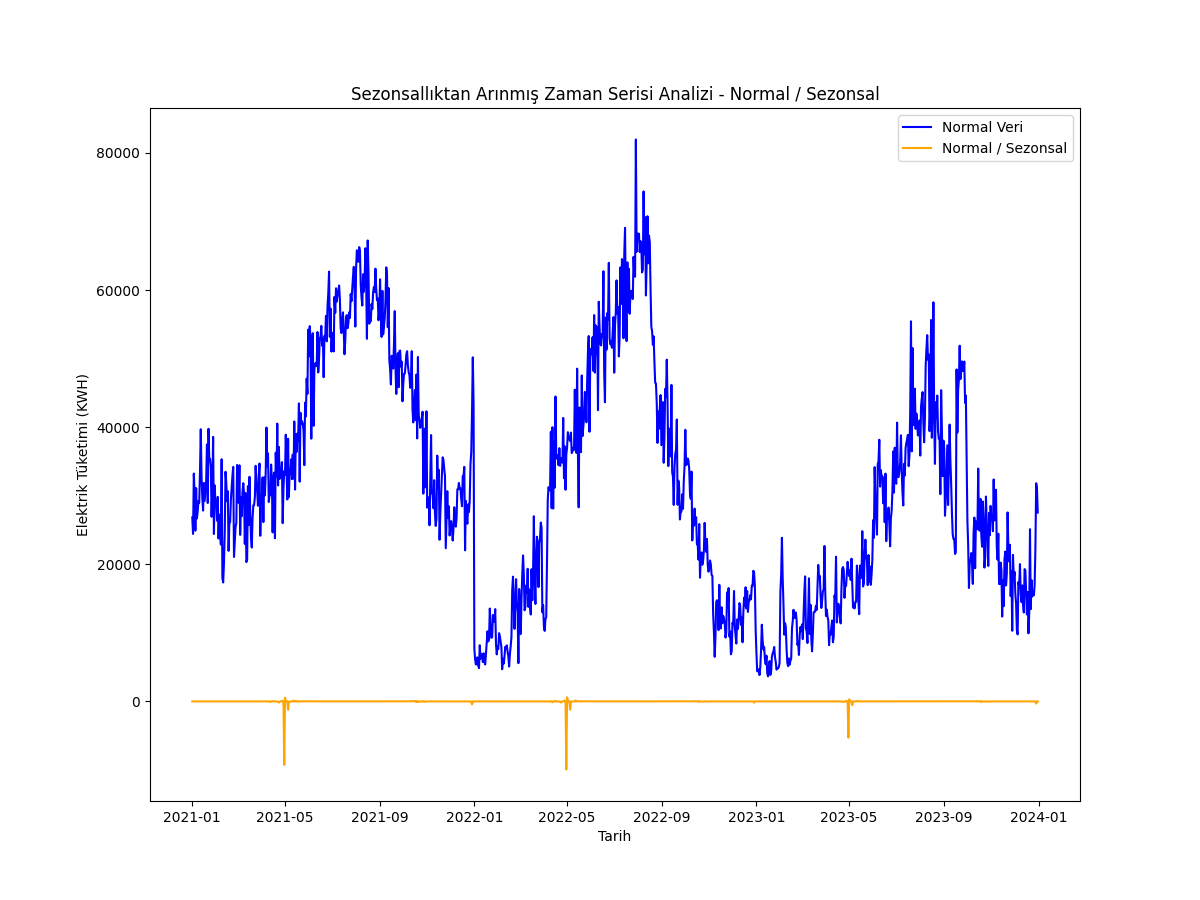 Sezonsallıktan Arınmış Zaman Serisi Analizi - Normal / Sezonsal
Normal Veri
Normal / Sezonsal
80000
60000
40000
20000
0
Elektrik Tüketimi (KWH)
2021-01 2021-05 2021-09 2022-01 2022-05 2022-09 2023-01 2023-05 2023-09 2024-01
Tarih